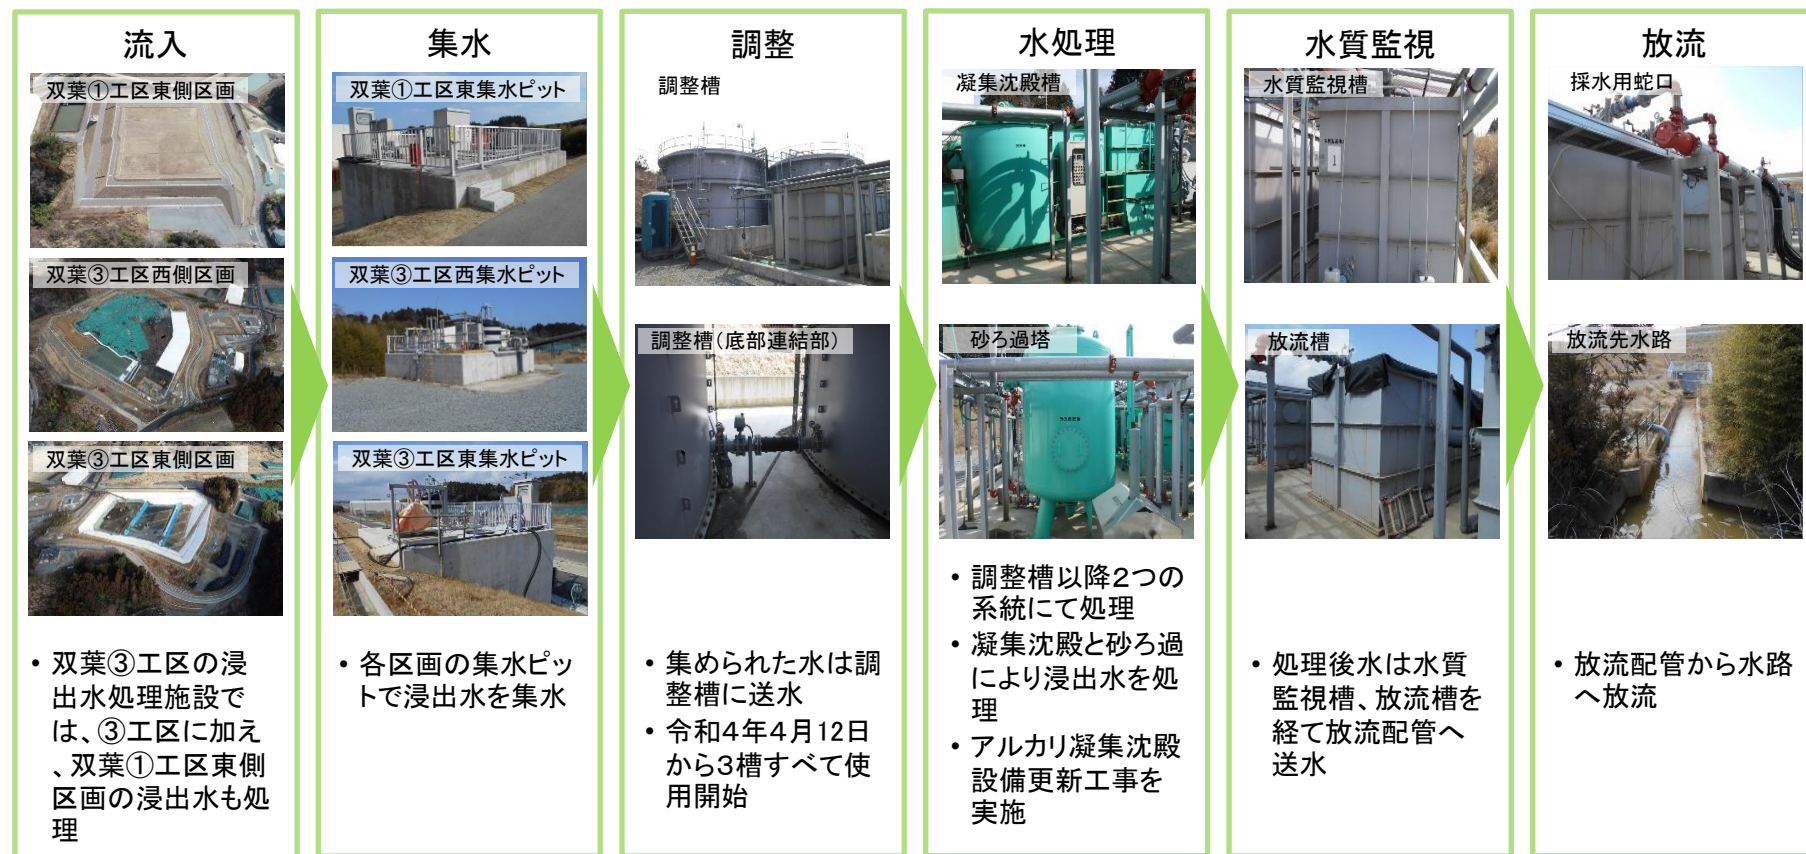 流入
双葉①工区東側区画
双葉③工区西側区画
双葉③工区東側区画
• 双葉③工区の浸
出水処理施設で
は、③工区に加え
、双葉①工区東側
区画の浸出水も処
理
集水
双葉①工区東集水ピット
双葉③工区西集水ピット
双葉③工区東集水ピット
• 各区画の集水ピッ
トで浸出水を集水
調整
調整槽
調整槽（底部連結部）
• 集められた水は調
整槽に送水
• 令和４年４月12日
から３槽すべて使
用開始
水処理
凝集沈殿槽
砂ろ過塔
• 調整槽以降２つの
系統にて処理
• 凝集沈殿と砂ろ過
により浸出水を処
理
• アルカリ凝集沈殿
設備更新工事を
実施
水質監視
水質監視槽
1
放流槽
• 処理後水は水質
監視槽、放流槽を
経て放流配管へ
送水
放流
採水用蛇口
放流先水路
• 放流配管から水路
へ放流